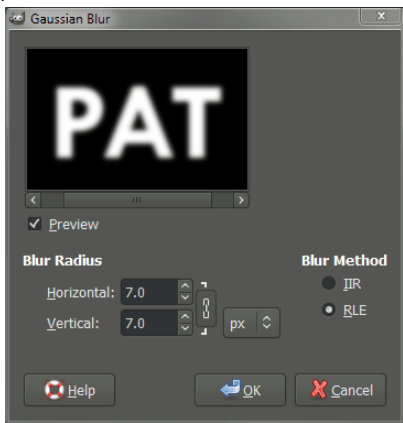 Gaussian Blur
PAT
Preview
Blur Radius
Horizontal: 7.0
Vertical: 7.0
px
Blur Method
IIR
RLE
Help
OK
Cancel